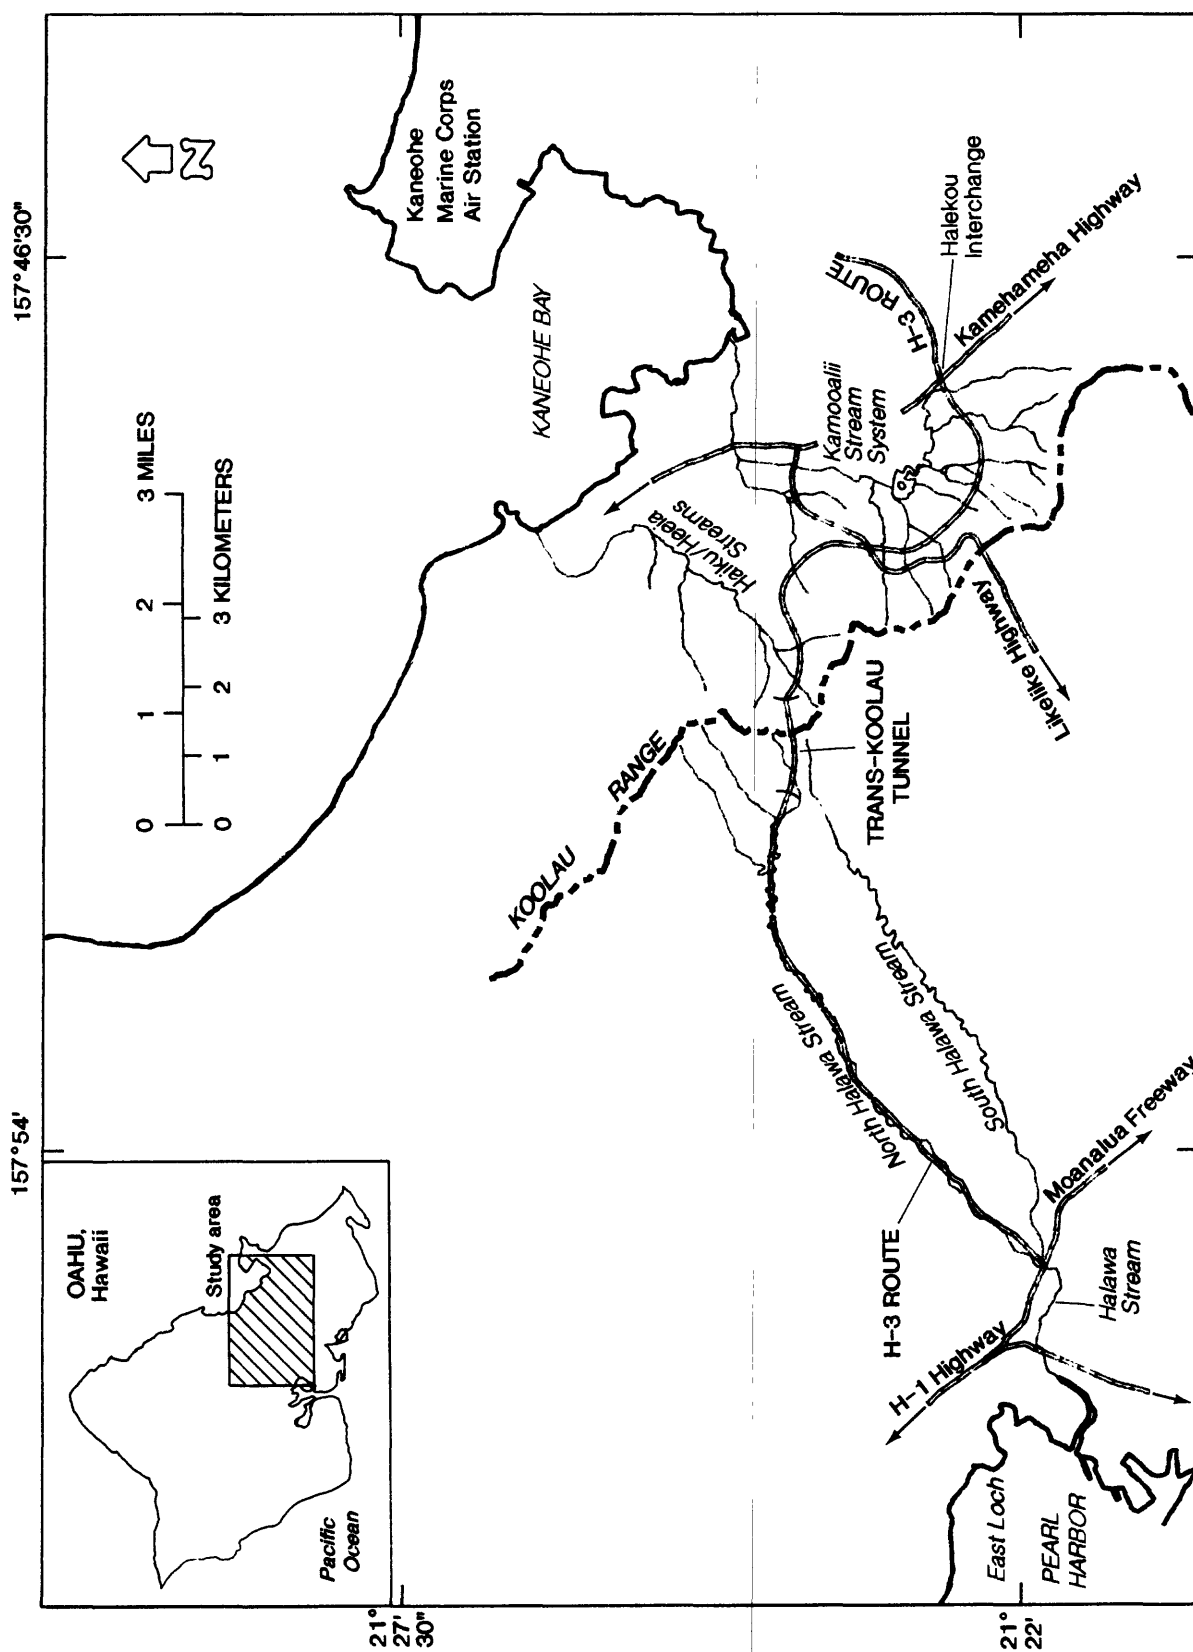 157°54'
157°46'30"
21°
27'
30"
21°
22'
OAHU,
Hawaii
Study area
Pacific
Ocean
0
1
2
3 MILES
0
1
2
3 KILOMETERS
N
Kaneohe
Marine Corps
Air Station
KANEOHE BAY
KOOLAU
RANGE
Haiku/Heeia
Streams
Kamooalii
Stream
System
H-3 ROUTE
Halekou
Interchange
Kamehameha Highway
Likelike Highway
TRANS-KOOLAU
TUNNEL
North Halawa Stream
South Halawa Stream
H-3 ROUTE
Moanalua Freeway
H-1 Highway
Halawa
Stream
East Loch
PEARL
HARBOR